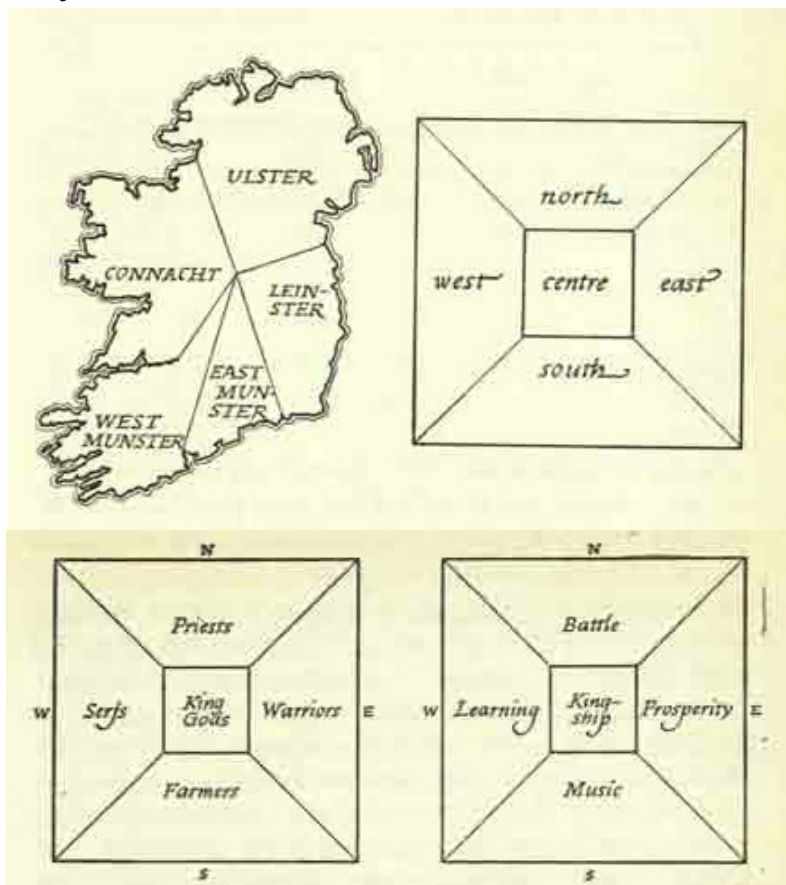 ULSTER
CONNACHT
LEIN-
STER
EAST
MUN-
STER
WEST
MUNSTER
north
west
centre
east
south
N
Priests
W
Serfs
King
Gods
Warriors
E
Farmers
S
N
Battle
W
Learning
King-
ship
Prosperity
E
Music
S